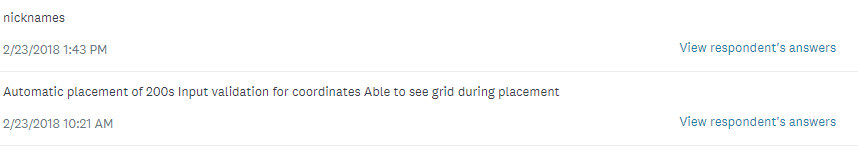 nicknames
2/23/2018 1:43 PM
View respondent's answers
Automatic placement of 200s Input validation for coordinates Able to see grid during placement
2/23/2018 10:21 AM
View respondent's answers